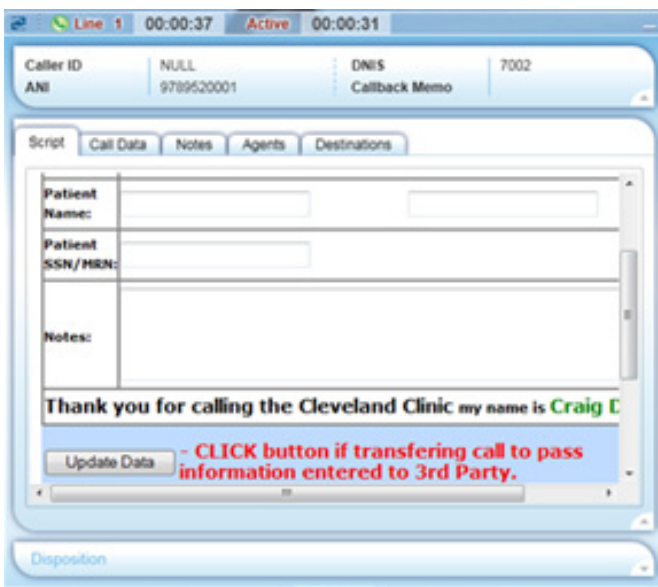 Line 1 00:00:37 Active 00:00:31
Caller ID NULL DNIS 7002
ANI 9789520001 Callback Memo
Script Call Data Notes Agents Destinations
Patient
Name:
Patient
SSN/MRN:
Notes:
Thank you for calling the Cleveland Clinic my name is Craig D
Update Data - CLICK button if transfering call to pass
information entered to 3rd Party.
Disposition